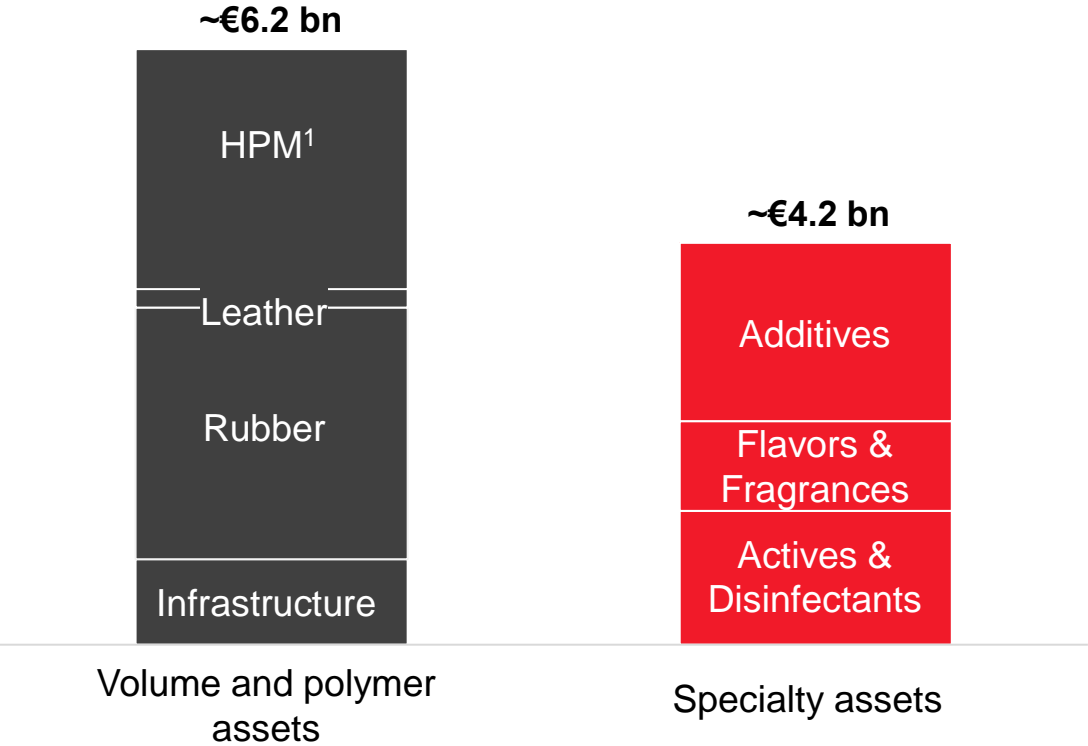 ~€6.2 bn
HPM¹
Leather
Rubber
Infrastructure
Volume and polymer
assets
~€4.2 bn
Additives
Flavors &
Fragrances
Actives &
Disinfectants
Specialty assets